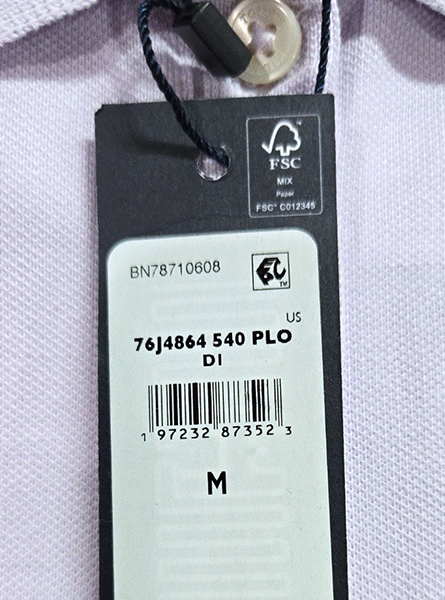 FSC
MIX
Paper
FSC® C012345
BN78710608
US
76J4864 540 PLO
DI
1 97232 87352 3
M